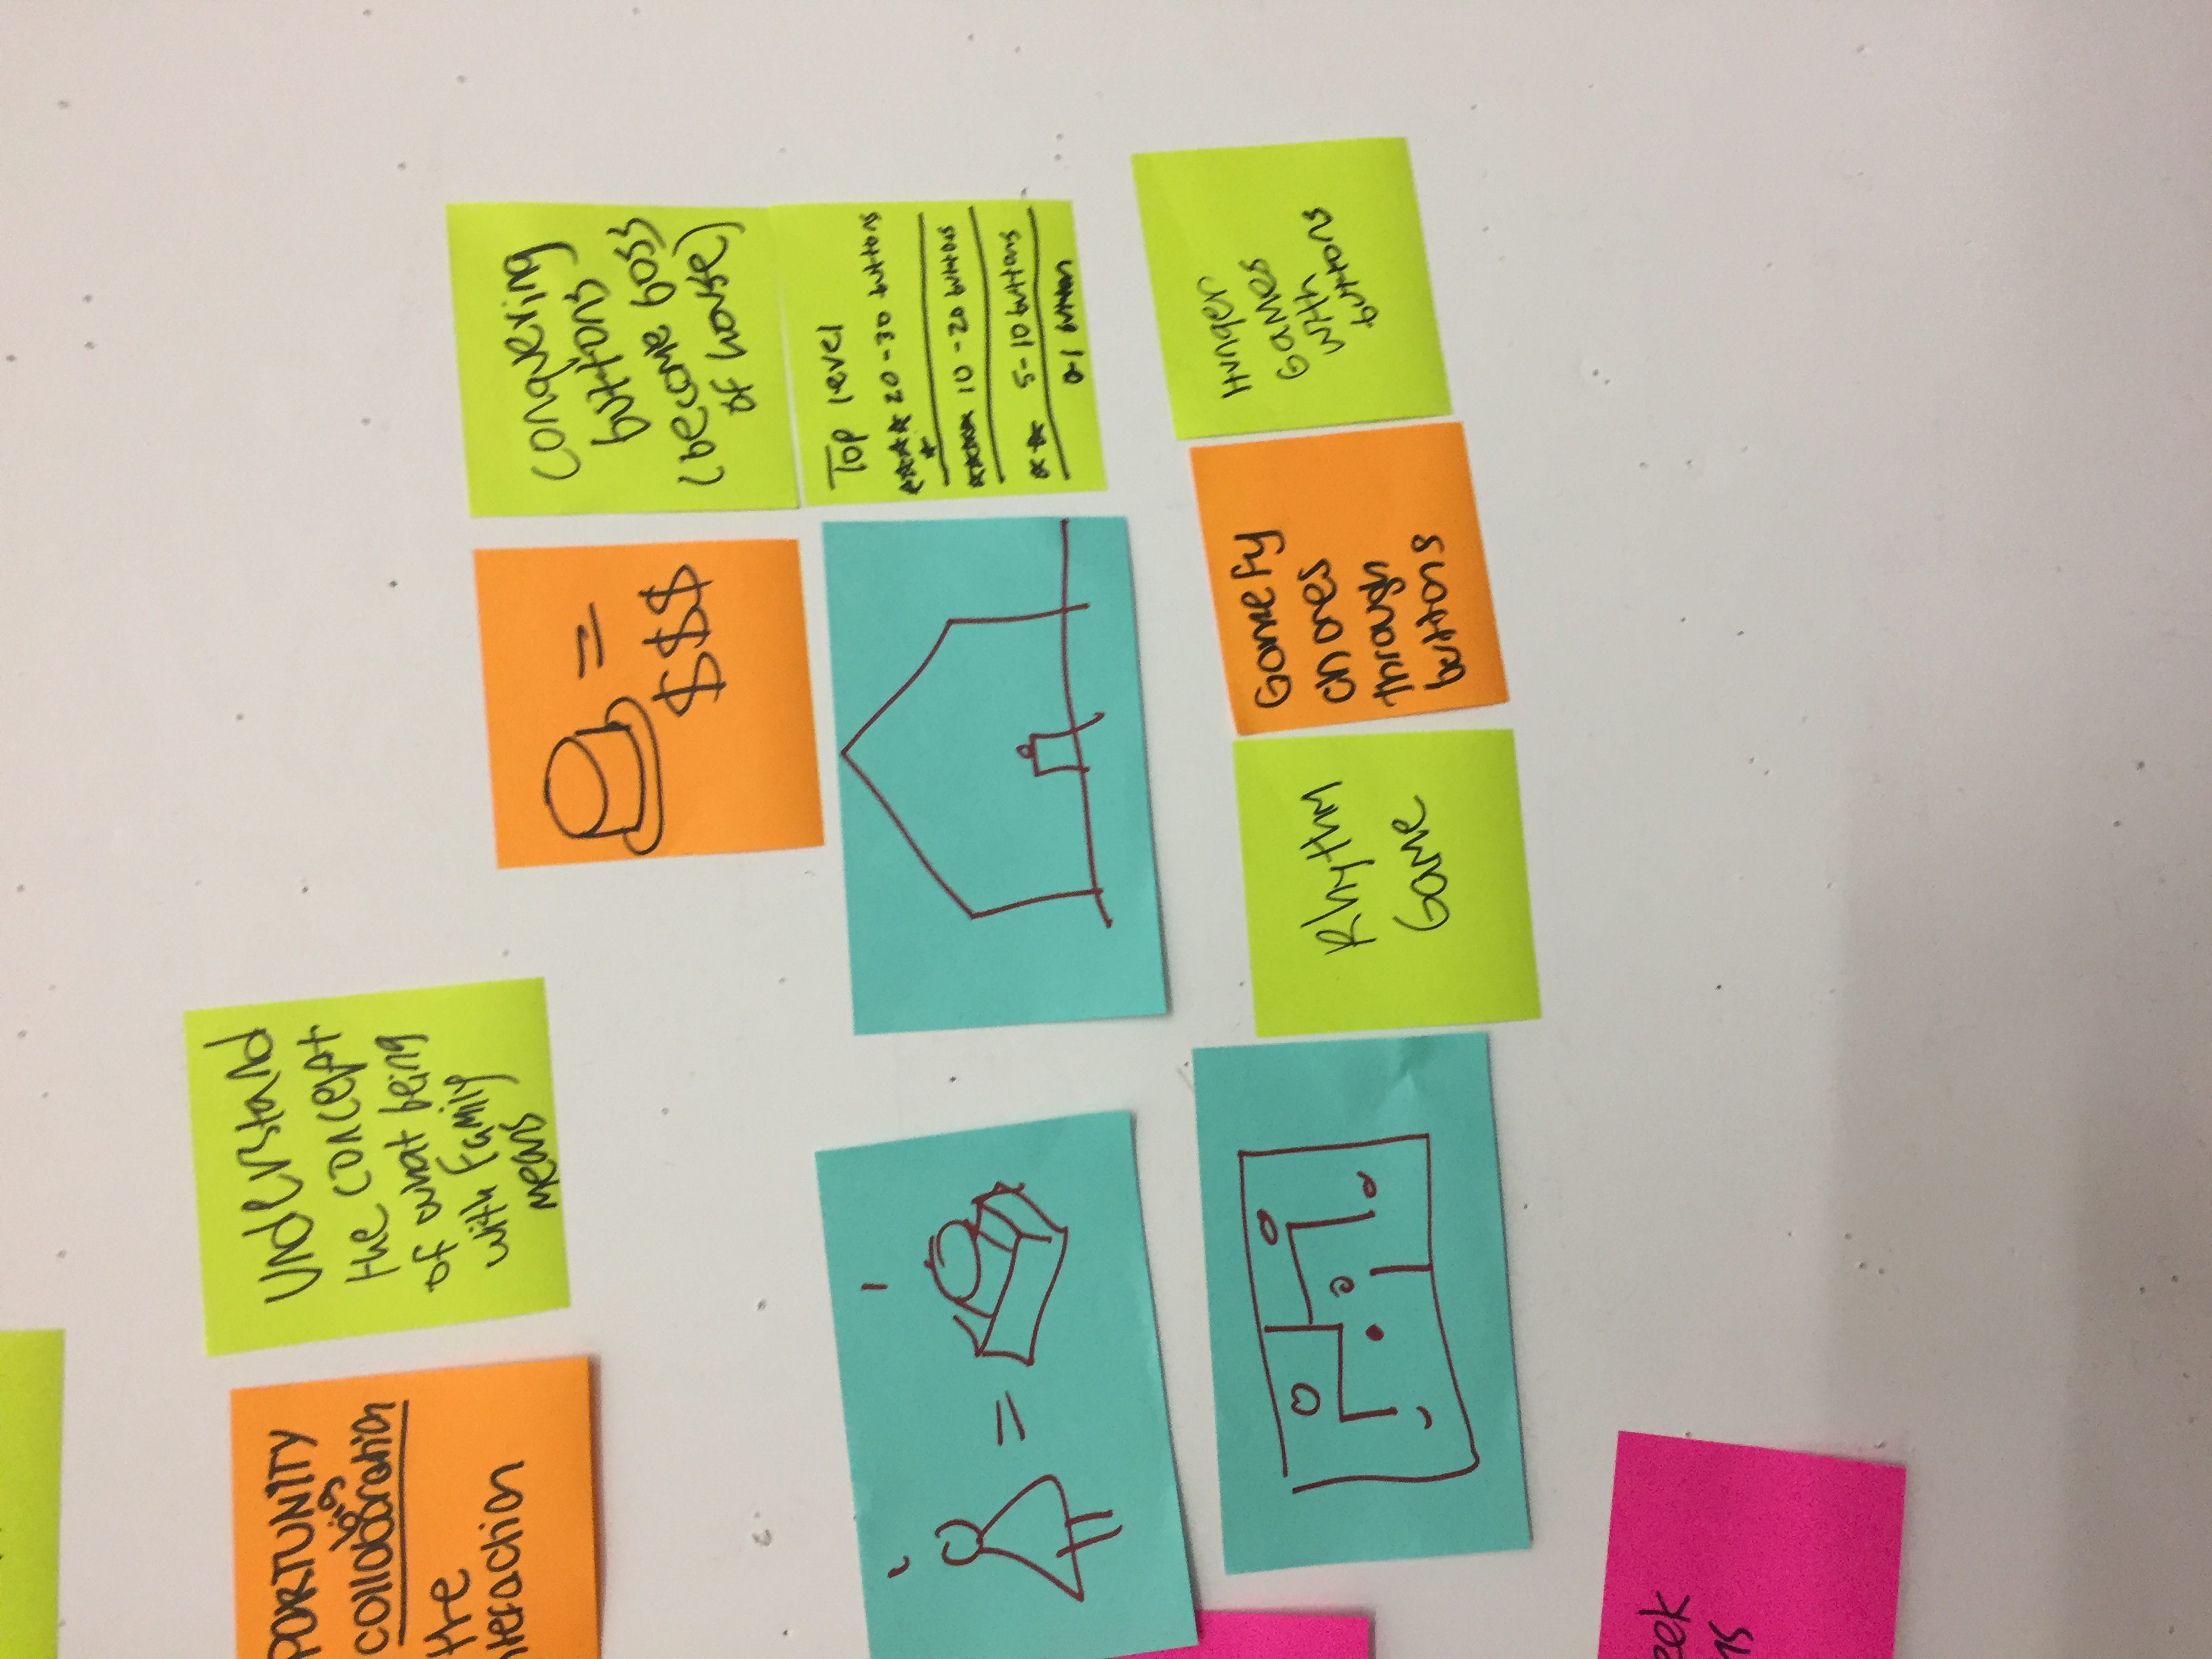 PORTUNITY
big
collaboration
the
nteraction
Understand
the concept
of what being
with Family
means
=
$$$
conquering
buttons
(become boss
of house)
Top level
★★★★ 20-30 buttons
★
★★★★ 10-20 buttons
★★ 5-10 buttons
0-1 button
=
Rhythm
Game
Gamefy
chores
through
buttons
Hunger
Games
with
buttons
eek
ns